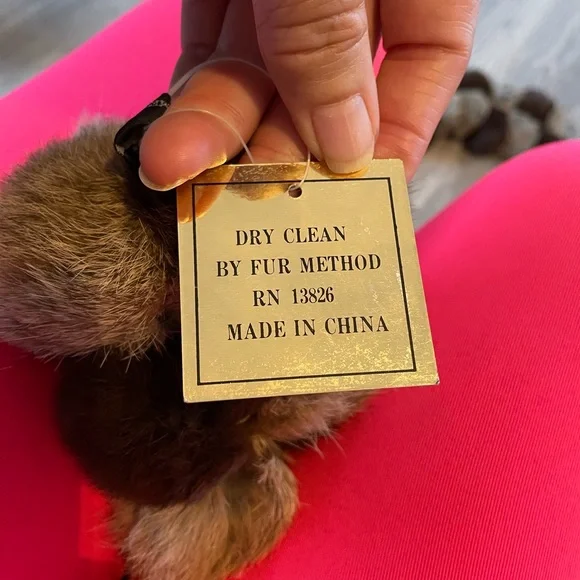 DRY CLEAN
BY FUR METHOD
RN 13826
MADE IN CHINA